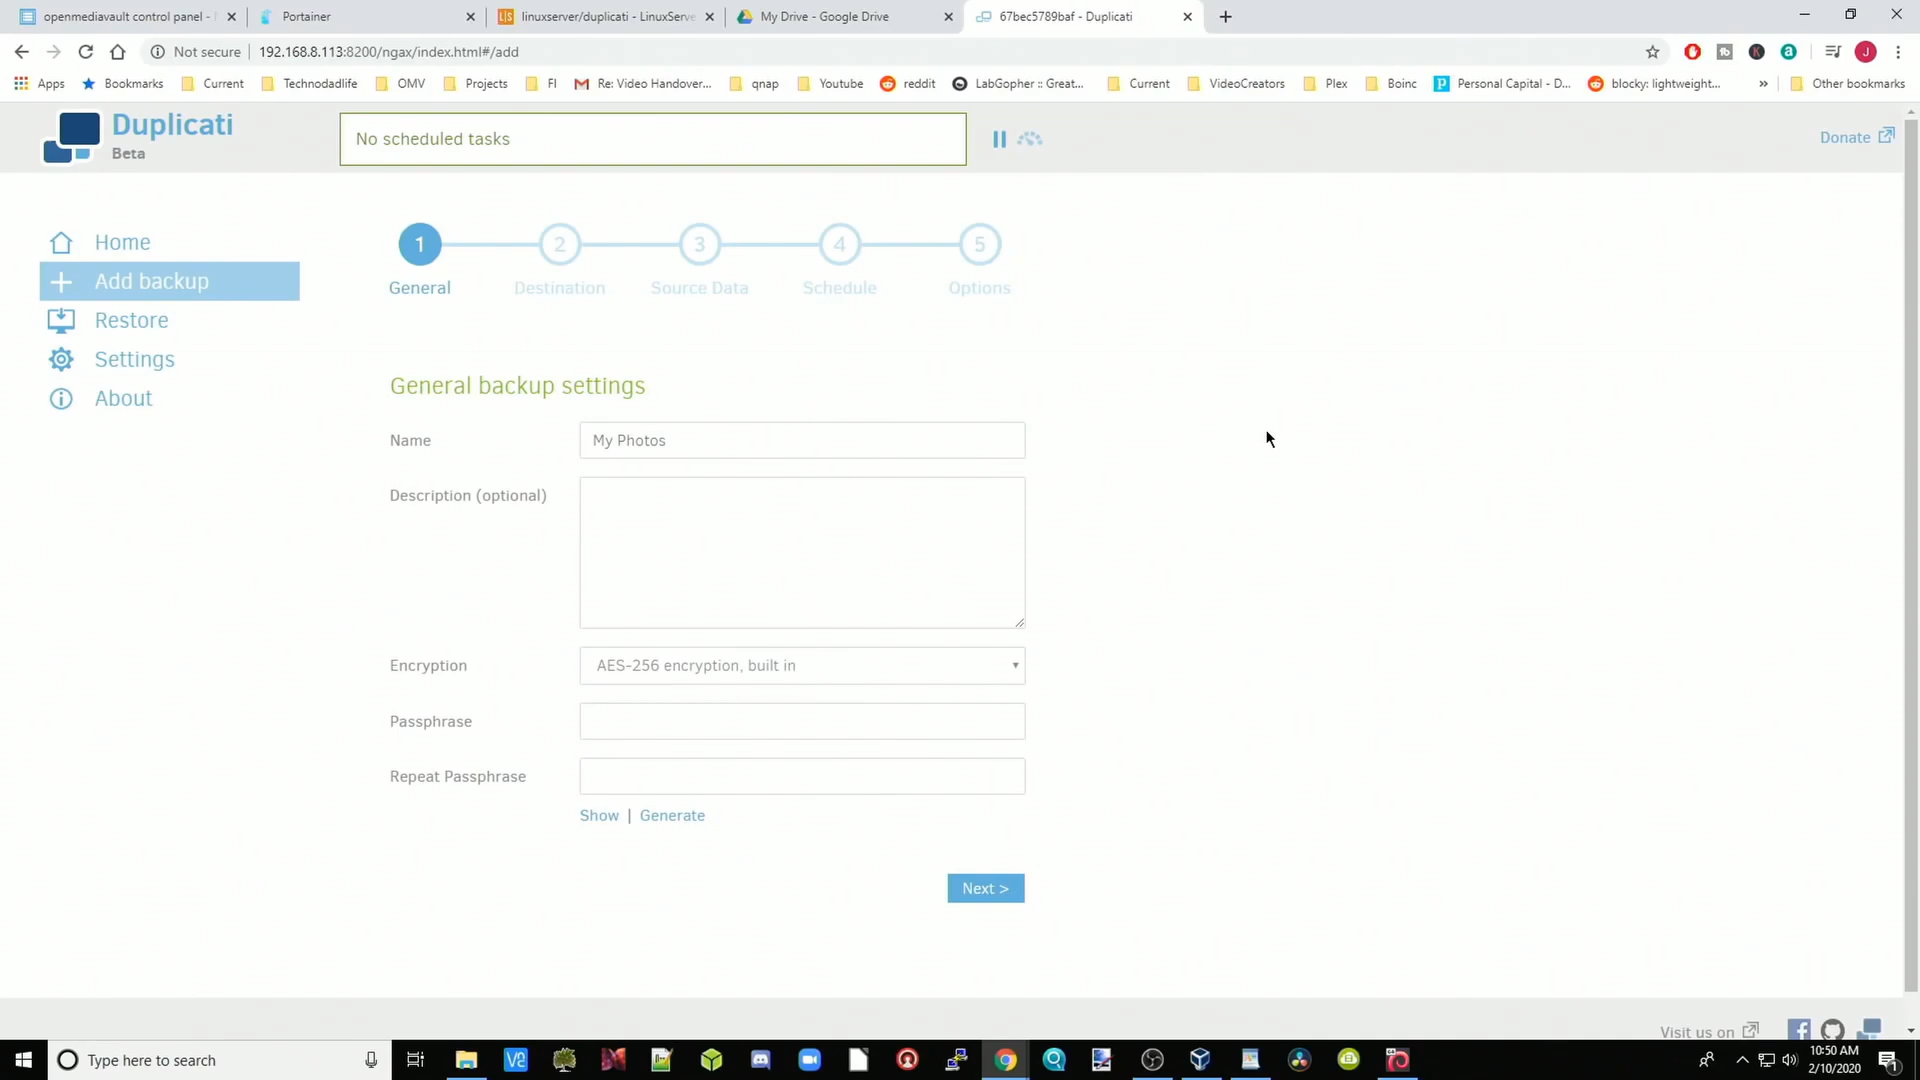 openmediavault control panel -
Portainer
linuxserver/duplicati - LinuxServe
My Drive - Google Drive
67bec5789baf - Duplicati
Not secure
192.168.8.113:8200/ngax/index.html#/add
Apps
Bookmarks
Current
Technodadlife
OMV
Projects
FI
Re: Video Handover...
qnap
Youtube
reddit
LabGopher :: Great...
Current
VideoCreators
Plex
Boinc
Personal Capital - D...
blocky: lightweight...
»
Other bookmarks
Duplicati
Beta
No scheduled tasks
Donate
Home
Add backup
Restore
Settings
About
1
2
3
4
5
General
Destination
Source Data
Schedule
Options
General backup settings
Name
My Photos
Description (optional)
Encryption
AES-256 encryption, built in
Passphrase
Repeat Passphrase
Show | Generate
Next >
Visit us on
Type here to search
10:50 AM
2/10/2020
1